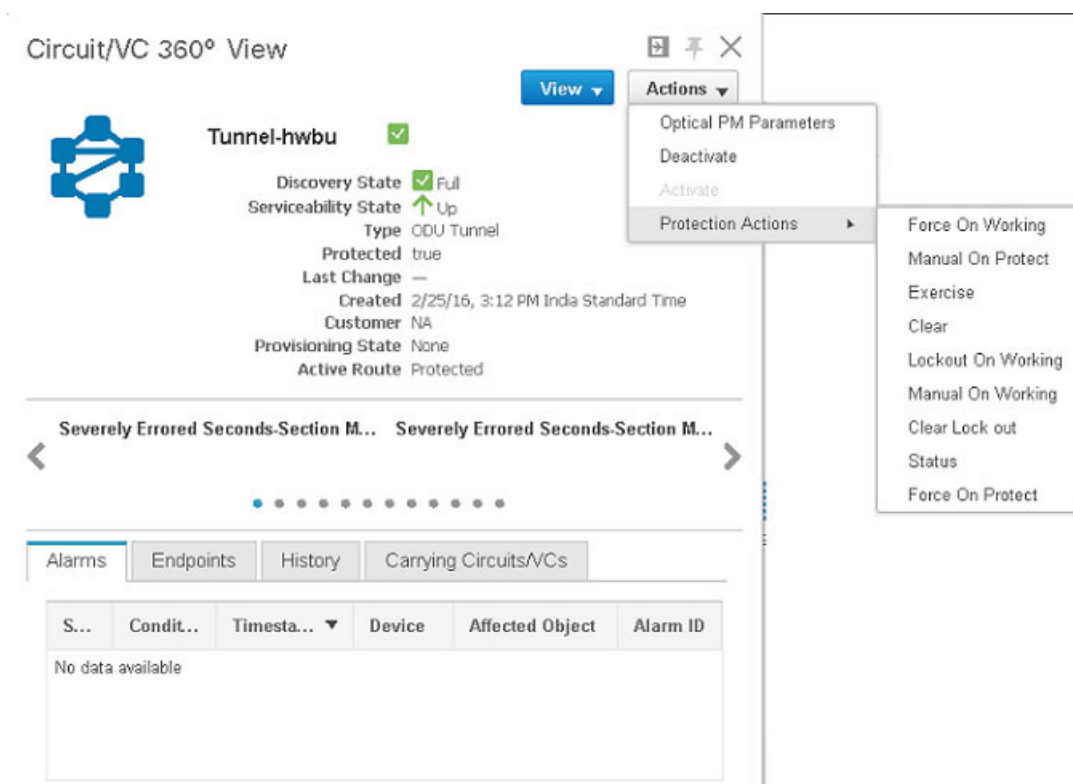 Circuit/VC 360° View
View
Actions
Optical PM Parameters
Deactivate
Activate
Protection Actions
Force On Working
Manual On Protect
Exercise
Clear
Lockout On Working
Manual On Working
Clear Lock out
Status
Force On Protect
Tunnel-hwbu
Discovery State Full
Serviceability State Up
Type ODU Tunnel
Protected true
Last Change —
Created 2/25/16, 3:12 PM India Standard Time
Customer NA
Provisioning State None
Active Route Protected
Severely Errored Seconds-Section M... Severely Errored Seconds-Section M...
Alarms Endpoints History Carrying Circuits/VCs
S... Condit... Timesta... Device Affected Object Alarm ID
No data available